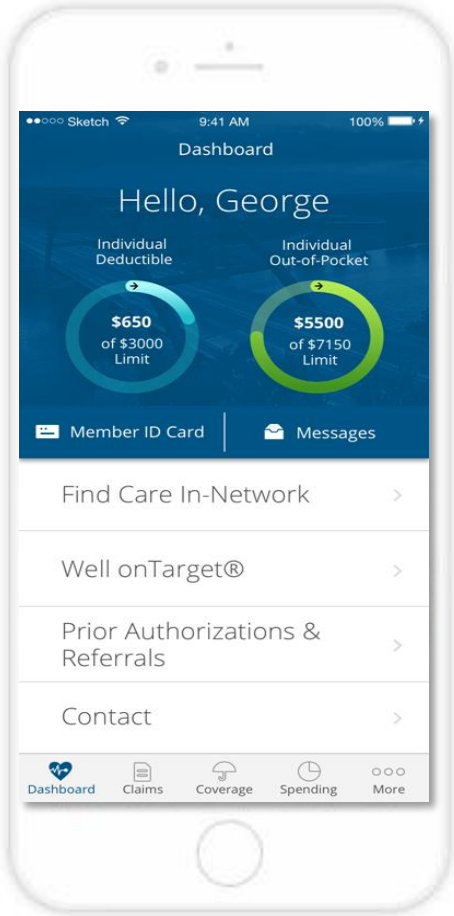 ●●○○○ Sketch 9:41 AM 100%
Dashboard
Hello, George
Individual
Deductible
$650
of $3000
Limit
Individual
Out-of-Pocket
$5500
of $7150
Limit
Member ID Card
Messages
Find Care In-Network
Well onTarget®
Prior Authorizations &
Referrals
Contact
Dashboard Claims Coverage Spending More